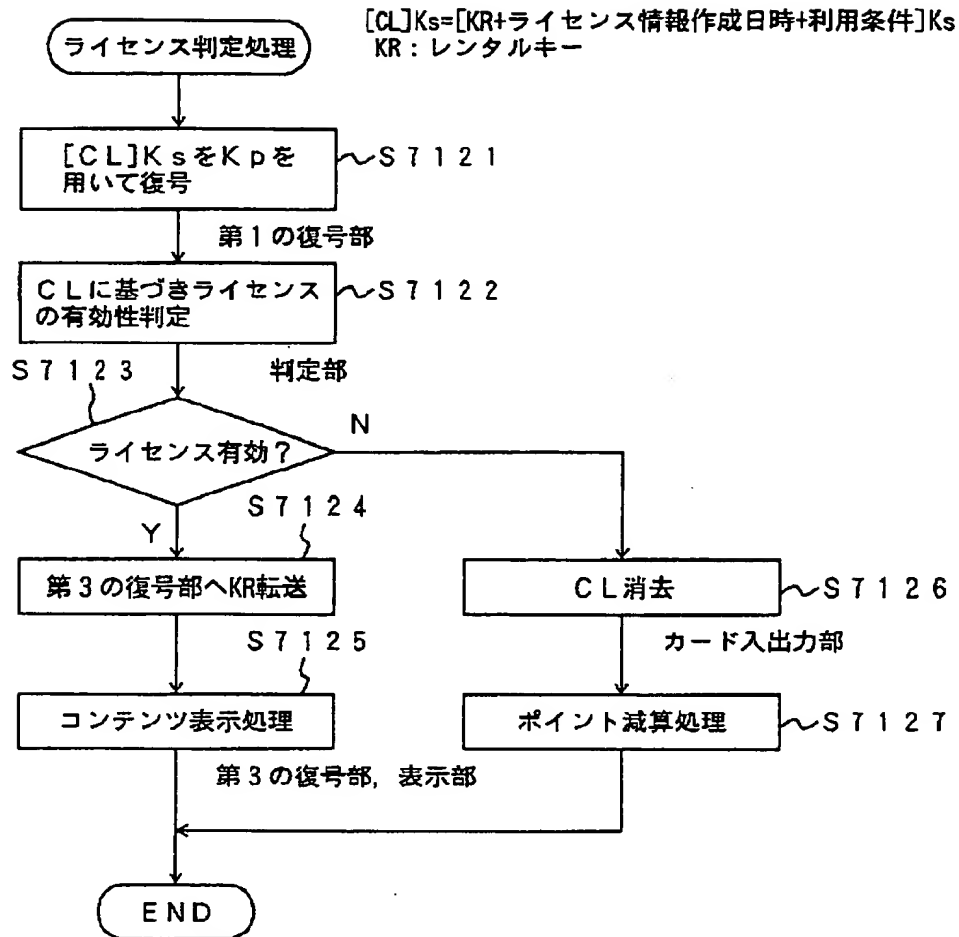 [CL]Ks=[KR+ライセンス情報作成日時+利用条件]Ks
KR:レンタルキー
ライセンス判定処理
[CL]KsをKpを
用いて復号
S7121
第1の復号部
CLに基づきライセンス
の有効性判定
S7122
S7123
判定部
ライセンス有効?
N
Y
S7124
第3の復号部へKR転送
CL消去
S7126
S7125
カード入出力部
コンテンツ表示処理
ポイント減算処理
S7127
第3の復号部,表示部
END